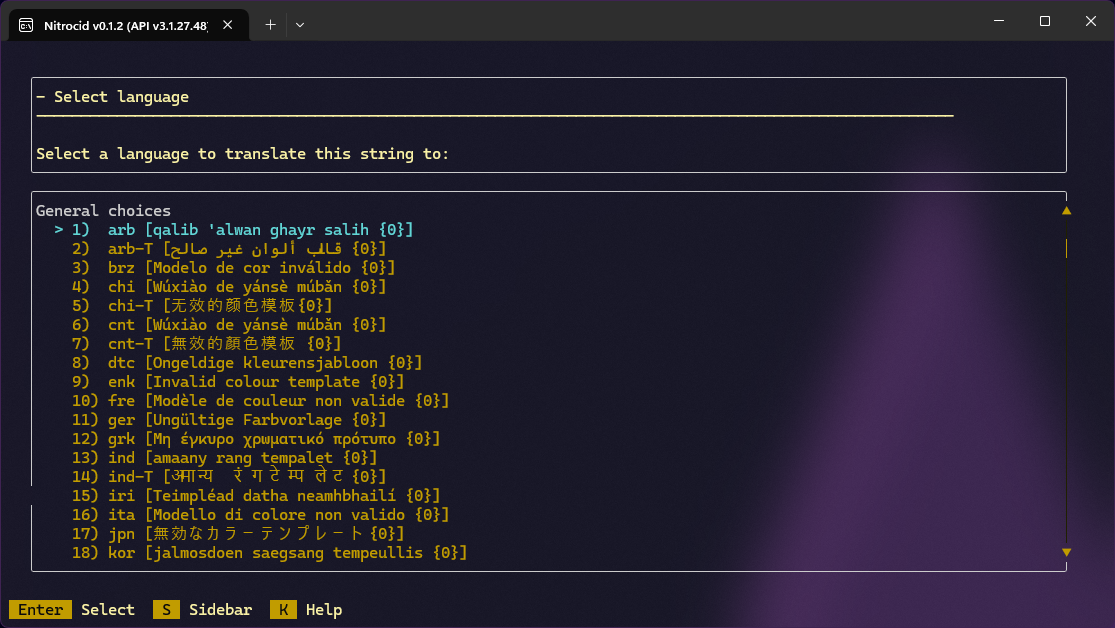 Nitrocid v0.1.2 (API v3.1.27.48)
- Select language
Select a language to translate this string to:
General choices
> 1) arb [qalib 'alwan ghayr salih {0}]
2) arb-T [قالب ألوان غير صالح {0}]
3) brz [Modelo de cor inválido {0}]
4) chi [Wúxiào de yánsè múbǎn {0}]
5) chi-T [无效的颜色模板{0}]
6) cnt [Wúxiào de yánsè múbǎn {0}]
7) cnt-T [無效的顏色模板 {0}]
8) dtc [Ongeldige kleurensjabloon {0}]
9) enk [Invalid colour template {0}]
10) fre [Modèle de couleur non valide {0}]
11) ger [Ungültige Farbvorlage {0}]
12) grk [Μη έγκυρο χρωματικό πρότυπο {0}]
13) ind [amaany rang tempalet {0}]
14) ind-T [अमान्य रंग टेम्पलेट {0}]
15) iri [Teimpléad datha neamhbhailí {0}]
16) ita [Modello di colore non valido {0}]
17) jpn [無効なカラーテンプレート{0}]
18) kor [jalmosdoen saegsang tempeullis {0}]
Enter Select S Sidebar K Help